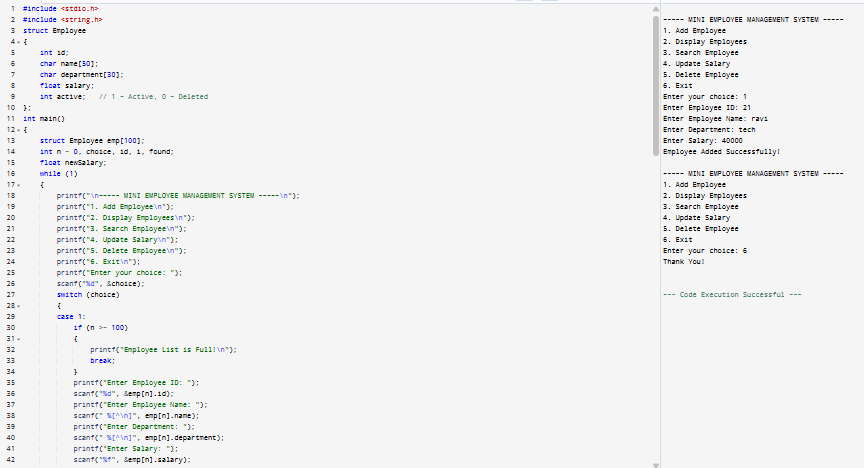 1 #include <stdio.h>
2 #include <string.h>
3 struct Employee
4 {
5 int id;
6 char name[50];
7 char department[30];
8 float salary;
9 int active; // 1 - Active, 0 - Deleted
10 };
11 int main()
12 {
13 struct Employee emp[100];
14 int n = 0, choice, id, i, found;
15 float newSalary;
16 while (1)
17 {
18 printf("\n----- MINI EMPLOYEE MANAGEMENT SYSTEM -----\n");
19 printf("1. Add Employee\n");
20 printf("2. Display Employees\n");
21 printf("3. Search Employee\n");
22 printf("4. Update Salary\n");
23 printf("5. Delete Employee\n");
24 printf("6. Exit\n");
25 printf("Enter your choice: ");
26 scanf("%d", &choice);
27 switch (choice)
28 {
29 case 1:
30 if (n >= 100)
31 {
32 printf("Employee List is Full!\n");
33 break;
34 }
35 printf("Enter Employee ID: ");
36 scanf("%d", &emp[n].id);
37 printf("Enter Employee Name: ");
38 scanf(" %[^\n]", emp[n].name);
39 printf("Enter Department: ");
40 scanf(" %[^\n]", emp[n].department);
41 printf("Enter Salary: ");
42 scanf("%f", &emp[n].salary);
----- MINI EMPLOYEE MANAGEMENT SYSTEM -----
1. Add Employee
2. Display Employees
3. Search Employee
4. Update Salary
5. Delete Employee
6. Exit
Enter your choice: 1
Enter Employee ID: 21
Enter Employee Name: ravi
Enter Department: tech
Enter Salary: 40000
Employee Added Successfully!
----- MINI EMPLOYEE MANAGEMENT SYSTEM -----
1. Add Employee
2. Display Employees
3. Search Employee
4. Update Salary
5. Delete Employee
6. Exit
Enter your choice: 6
Thank You!
=== Code Execution Successful ===